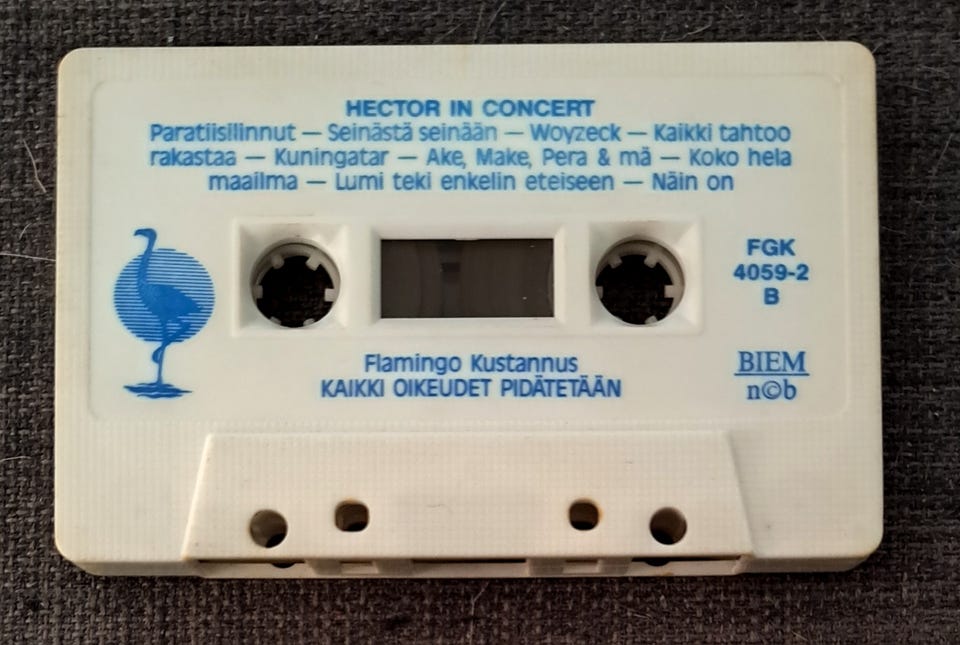 HECTOR IN CONCERT
Paratiisilinnut — Seinästä seinään — Woyzeck — Kaikki tahtoo
rakastaa — Kuningatar — Ake, Make, Pera & mä — Koko hela
maailma — Lumi teki enkelin eteiseen — Näin on
FGK
4059-2
B
Flamingo Kustannus
KAIKKI OIKEUDET PIDÄTETÄÄN
BIEM
n©b